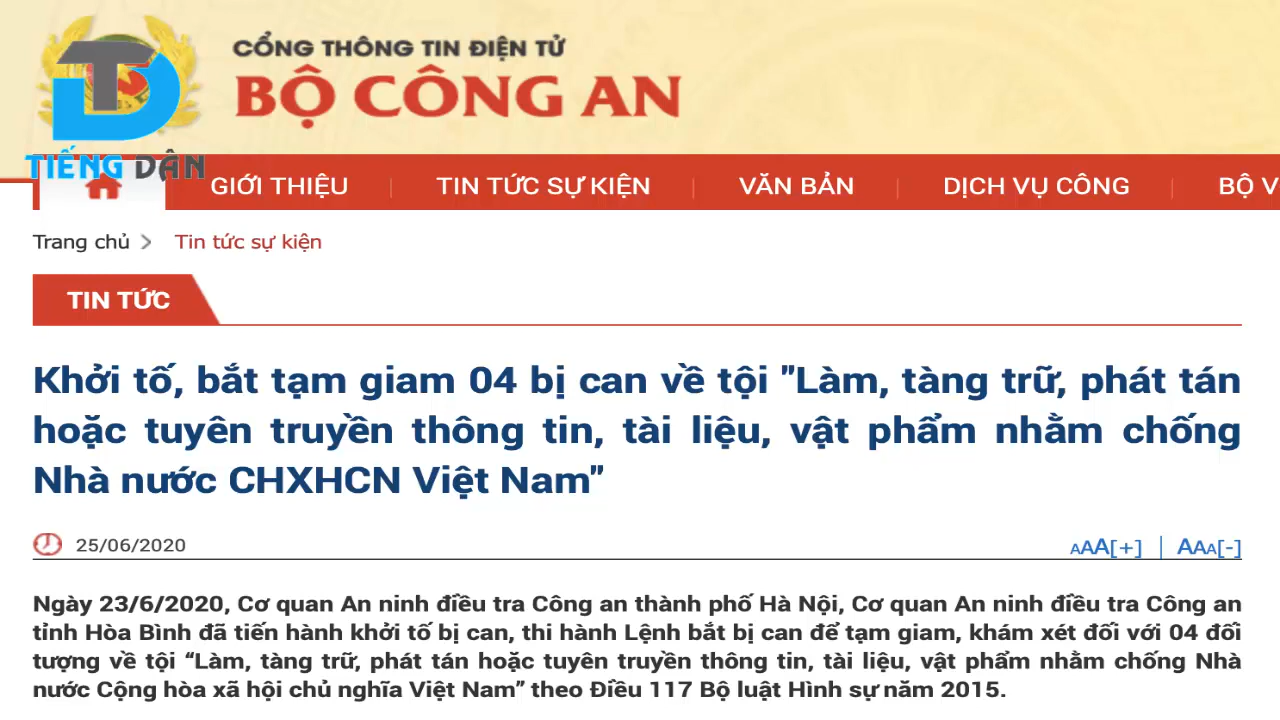 CỔNG THÔNG TIN ĐIỆN TỬ
BỘ CÔNG AN
TD
TIẾNG DÂN
GIỚI THIỆU | TIN TỨC SỰ KIỆN | VĂN BẢN | DỊCH VỤ CÔNG | BỘ V
Trang chủ > Tin tức sự kiện
TIN TỨC
Khởi tố, bắt tạm giam 04 bị can về tội "Làm, tàng trữ, phát tán
hoặc tuyên truyền thông tin, tài liệu, vật phẩm nhằm chống
Nhà nước CHXHCN Việt Nam"
25/06/2020 AAA[+] | AAA[-]
Ngày 23/6/2020, Cơ quan An ninh điều tra Công an thành phố Hà Nội, Cơ quan An ninh điều tra Công an
tỉnh Hòa Bình đã tiến hành khởi tố bị can, thi hành Lệnh bắt bị can để tạm giam, khám xét đối với 04 đối
tượng về tội “Làm, tàng trữ, phát tán hoặc tuyên truyền thông tin, tài liệu, vật phẩm nhằm chống Nhà
nước Cộng hòa xã hội chủ nghĩa Việt Nam” theo Điều 117 Bộ luật Hình sự năm 2015.